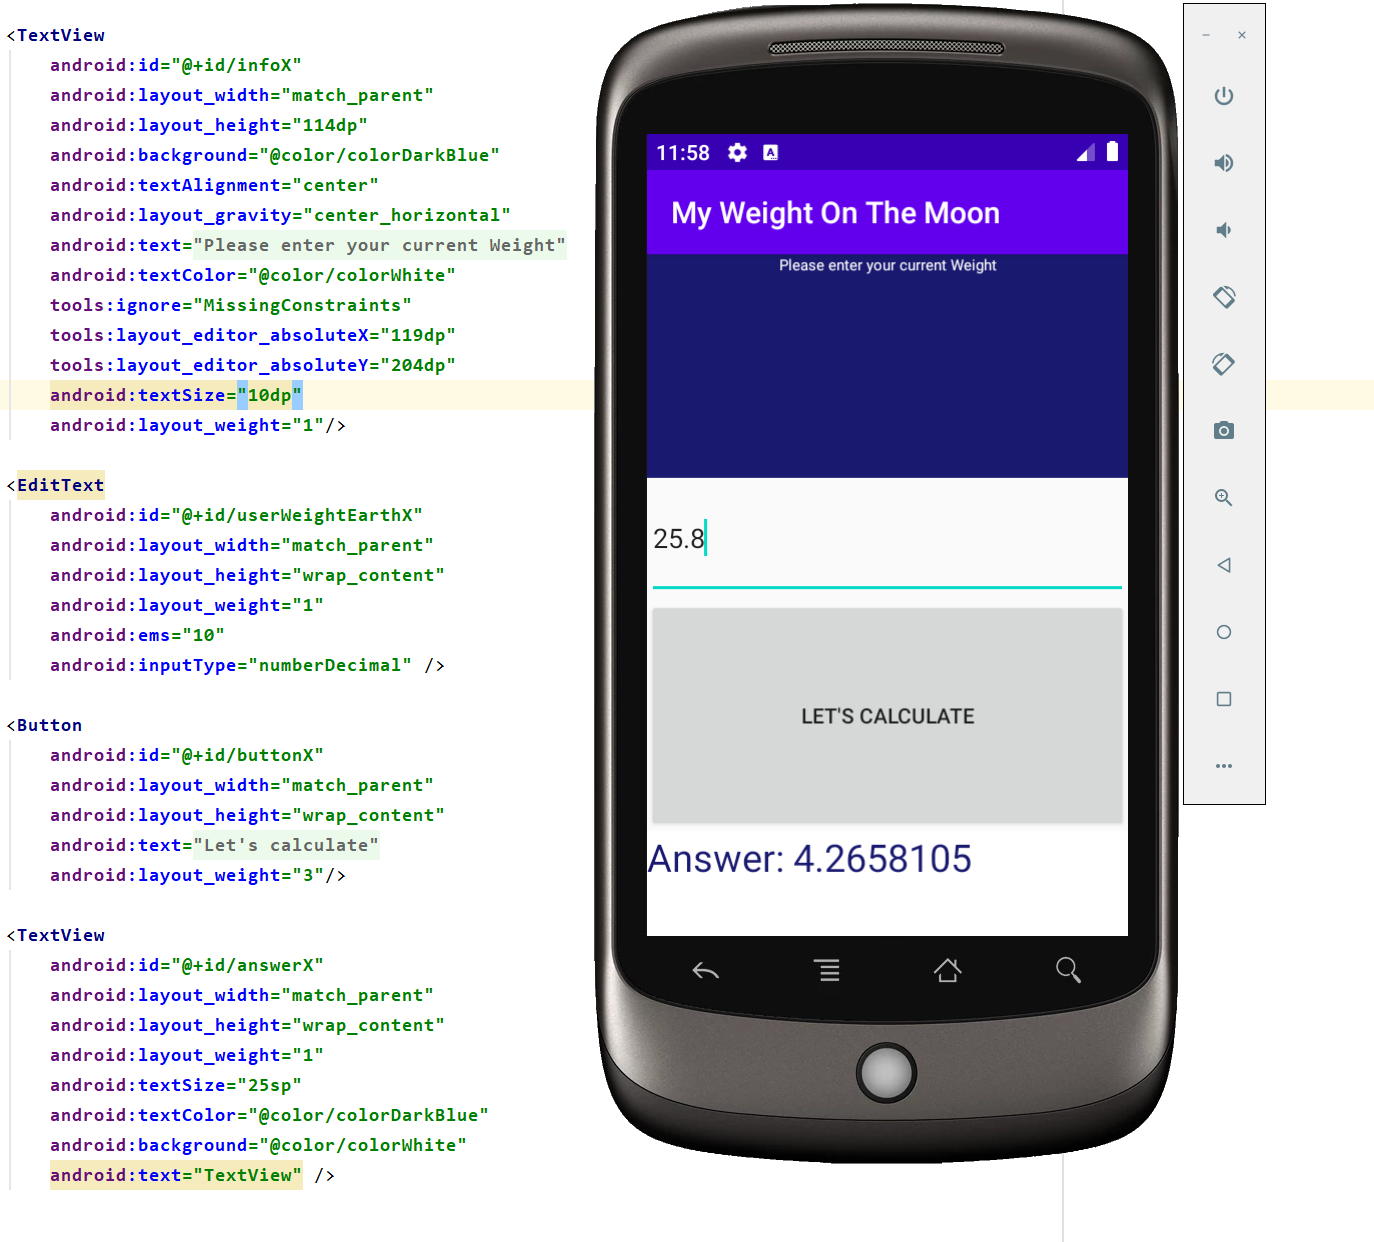 <TextView
android:id="@+id/infoX"
android:layout_width="match_parent"
android:layout_height="114dp"
android:background="@color/colorDarkBlue"
android:textAlignment="center"
android:layout_gravity="center_horizontal"
android:text="Please enter your current Weight"
android:textColor="@color/colorWhite"
tools:ignore="MissingConstraints"
tools:layout_editor_absoluteX="119dp"
tools:layout_editor_absoluteY="204dp"
android:textSize="10dp"
android:layout_weight="1"/>
<EditText
android:id="@+id/userWeightEarthX"
android:layout_width="match_parent"
android:layout_height="wrap_content"
android:layout_weight="1"
android:ems="10"
android:inputType="numberDecimal" />
<Button
android:id="@+id/buttonX"
android:layout_width="match_parent"
android:layout_height="wrap_content"
android:text="Let's calculate"
android:layout_weight="3"/>
<TextView
android:id="@+id/answerX"
android:layout_width="match_parent"
android:layout_height="wrap_content"
android:layout_weight="1"
android:textSize="25sp"
android:textColor="@color/colorDarkBlue"
android:background="@color/colorWhite"
android:text="TextView" />
11:58 A
My Weight On The Moon
Please enter your current Weight
25.8
LET'S CALCULATE
Answer: 4.2658105